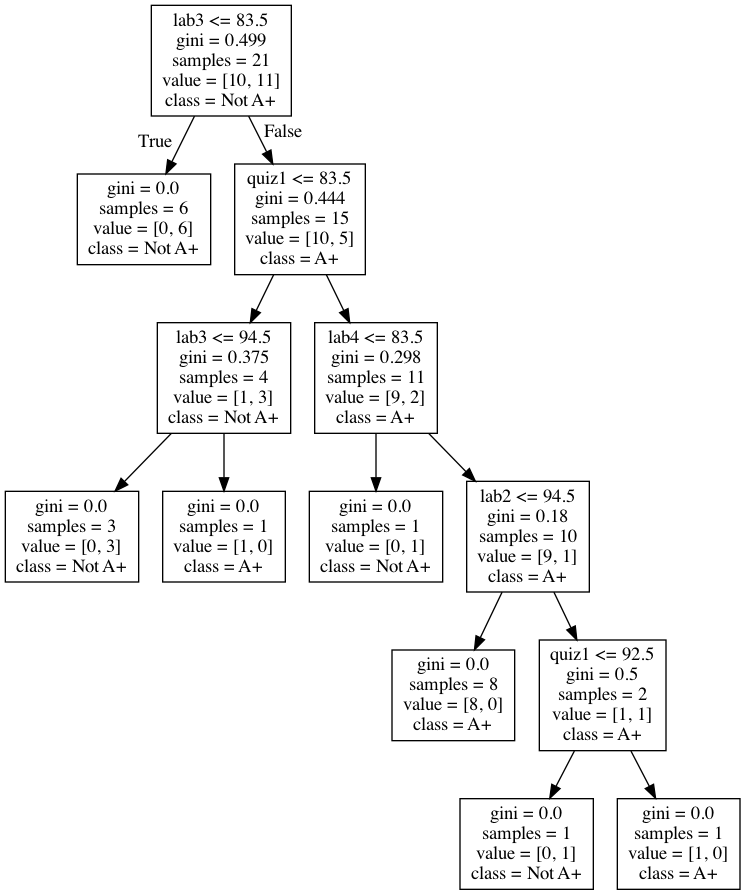 lab3 <= 83.5
gini = 0.499
samples = 21
value = [10, 11]
class = Not A+
True
False
gini = 0.0
samples = 6
value = [0, 6]
class = Not A+
quiz1 <= 83.5
gini = 0.444
samples = 15
value = [10, 5]
class = A+
lab3 <= 94.5
gini = 0.375
samples = 4
value = [1, 3]
class = Not A+
lab4 <= 83.5
gini = 0.298
samples = 11
value = [9, 2]
class = A+
gini = 0.0
samples = 3
value = [0, 3]
class = Not A+
gini = 0.0
samples = 1
value = [1, 0]
class = A+
gini = 0.0
samples = 1
value = [0, 1]
class = Not A+
lab2 <= 94.5
gini = 0.18
samples = 10
value = [9, 1]
class = A+
gini = 0.0
samples = 8
value = [8, 0]
class = A+
quiz1 <= 92.5
gini = 0.5
samples = 2
value = [1, 1]
class = A+
gini = 0.0
samples = 1
value = [0, 1]
class = Not A+
gini = 0.0
samples = 1
value = [1, 0]
class = A+